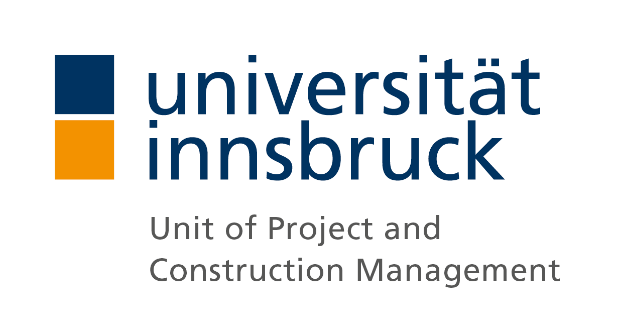 universität
innsbruck
Unit of Project and
Construction Management